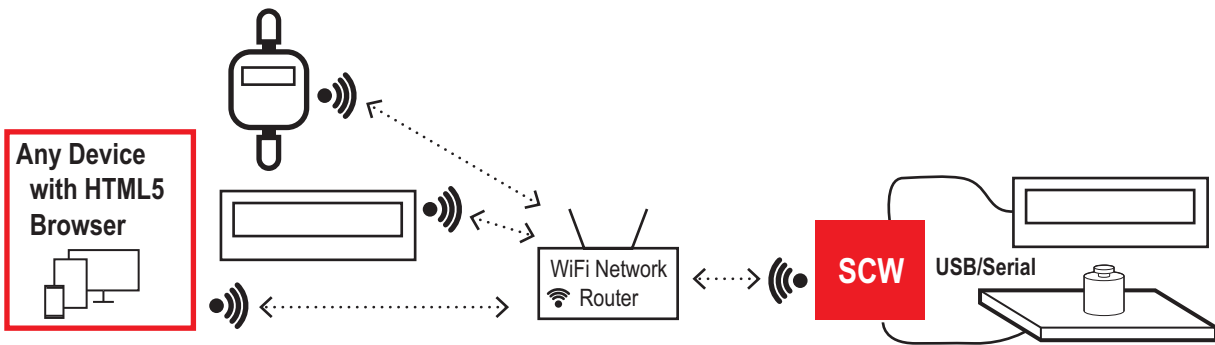 Any Device
with HTML5
Browser
WiFi Network
Router
SCW
USB/Serial